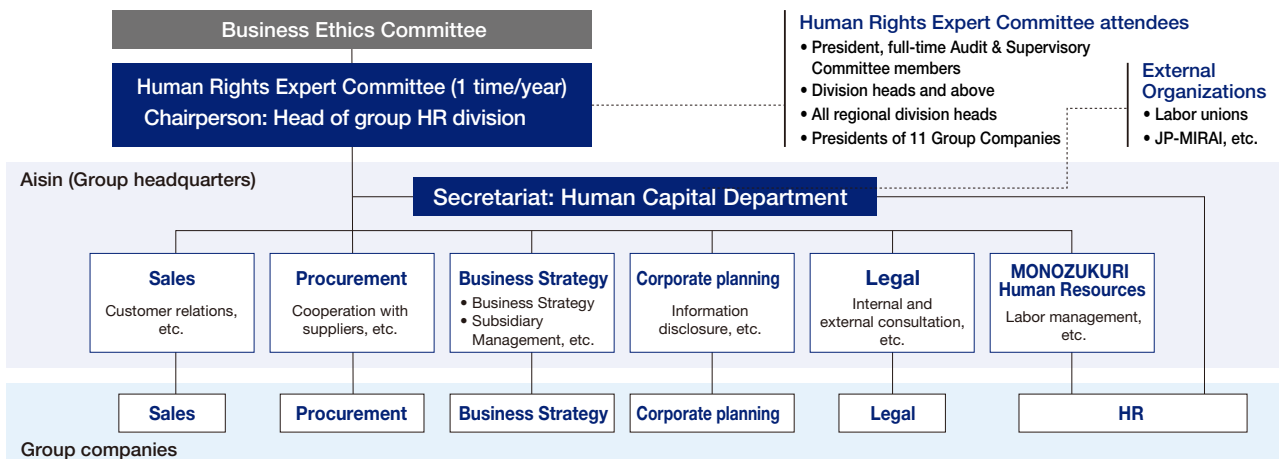 Business Ethics Committee
Human Rights Expert Committee (1 time/year)
Chairperson: Head of group HR division
Human Rights Expert Committee attendees
• President, full-time Audit & Supervisory
Committee members
• Division heads and above
• All regional division heads
• Presidents of 11 Group Companies
External
Organizations
• Labor unions
• JP-MIRAI, etc.
Aisin (Group headquarters)
Secretariat: Human Capital Department
Sales
Customer relations,
etc.
Procurement
Cooperation with
suppliers, etc.
Business Strategy
• Business Strategy
• Subsidiary
Management, etc.
Corporate planning
Information
disclosure, etc.
Legal
Internal and
external consultation,
etc.
MONOZUKURI
Human Resources
Labor management,
etc.
Sales
Procurement
Business Strategy
Corporate planning
Legal
HR
Group companies